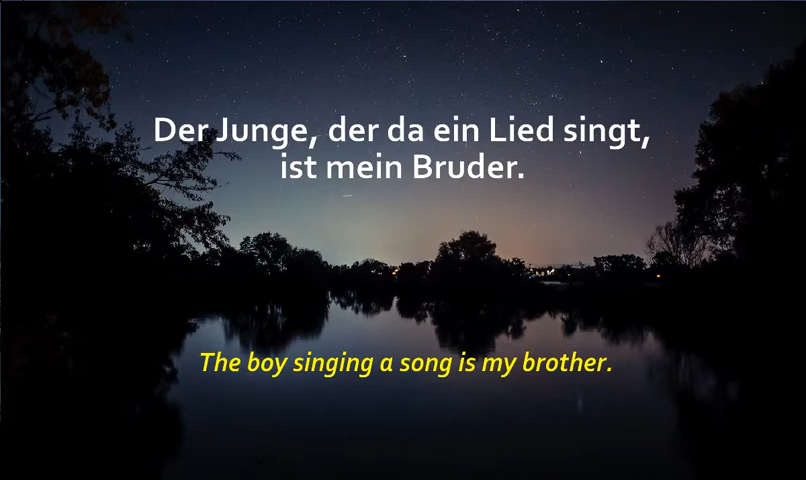 Der Junge, der da ein Lied singt,
ist mein Bruder.
The boy singing a song is my brother.